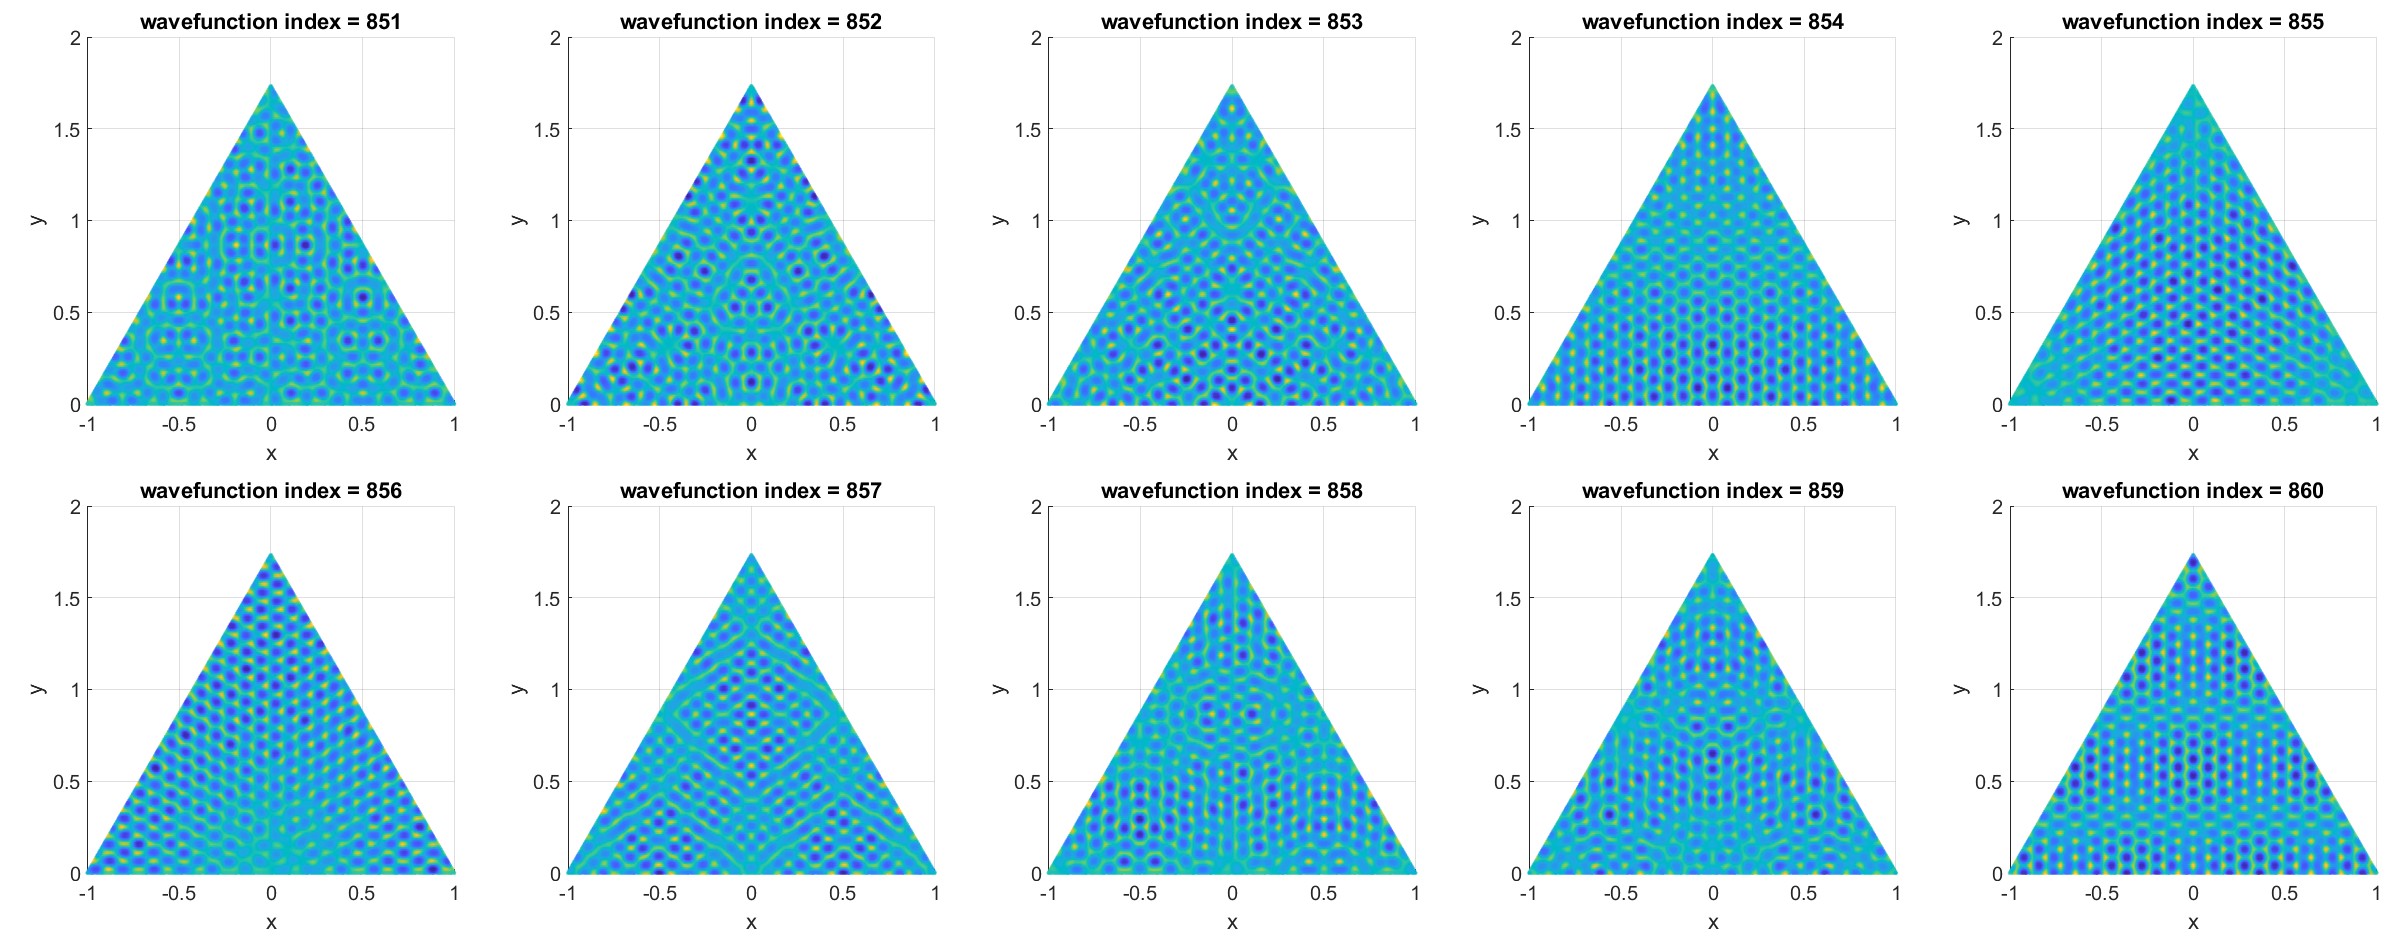 wavefunction index = 851
wavefunction index = 852
wavefunction index = 853
wavefunction index = 854
wavefunction index = 855
2 2 2 2 2
1.5 1.5 1.5 1.5 1.5
y 1 y 1 y 1 y 1 y 1
0.5 0.5 0.5 0.5 0.5
0 0 0 0 0
-1 -0.5 0 0.5 1 -1 -0.5 0 0.5 1 -1 -0.5 0 0.5 1 -1 -0.5 0 0.5 1 -1 -0.5 0 0.5 1
x x x x x
wavefunction index = 856
wavefunction index = 857
wavefunction index = 858
wavefunction index = 859
wavefunction index = 860
2 2 2 2 2
1.5 1.5 1.5 1.5 1.5
y 1 y 1 y 1 y 1 y 1
0.5 0.5 0.5 0.5 0.5
0 0 0 0 0
-1 -0.5 0 0.5 1 -1 -0.5 0 0.5 1 -1 -0.5 0 0.5 1 -1 -0.5 0 0.5 1 -1 -0.5 0 0.5 1
x x x x x